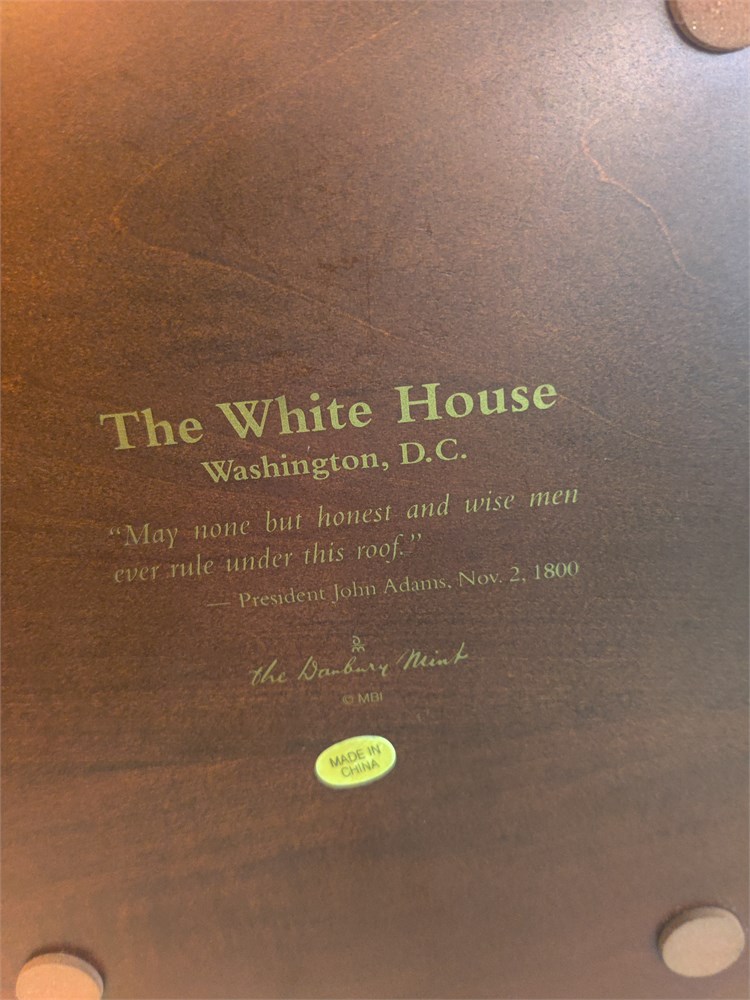 The White House
Washington, D.C.
“May none but honest and wise men
ever rule under this roof.”
— President John Adams, Nov. 2, 1800
DM
The Danbury Mint
© MBI
MADE IN
CHINA